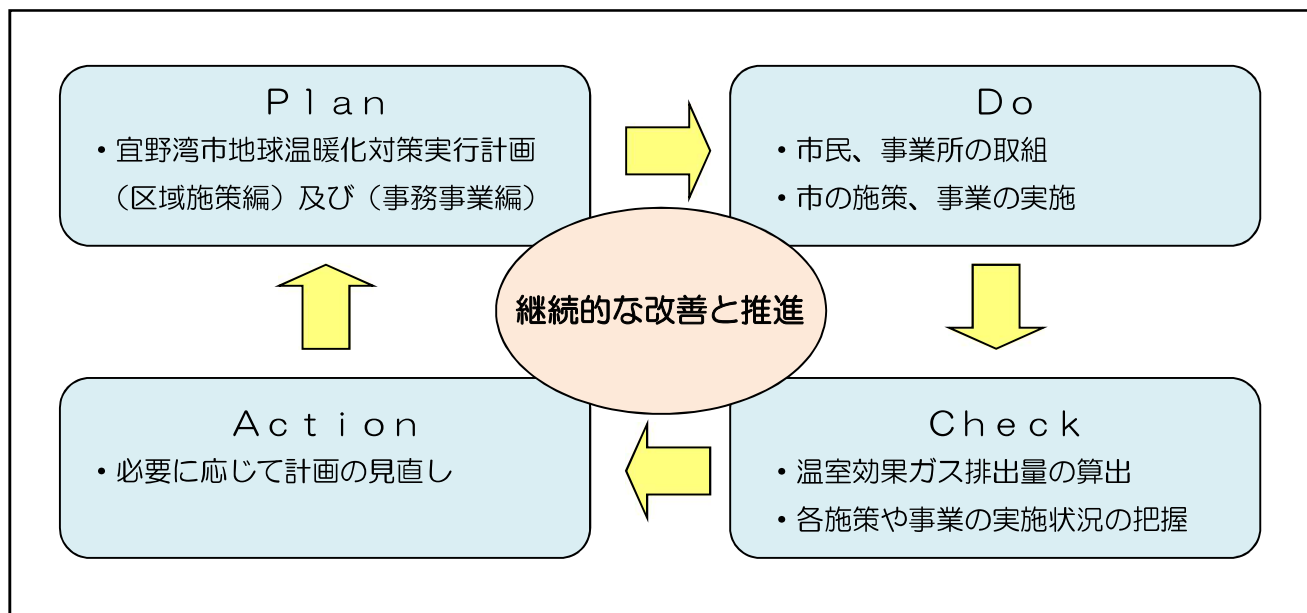 Plan
・宜野湾市地球温暖化対策実行計画
（区域施策編）及び（事務事業編）
Do
・市民、事業所の取組
・市の施策、事業の実施
継続的な改善と推進
Action
・必要に応じて計画の見直し
Check
・温室効果ガス排出量の算出
・各施策や事業の実施状況の把握